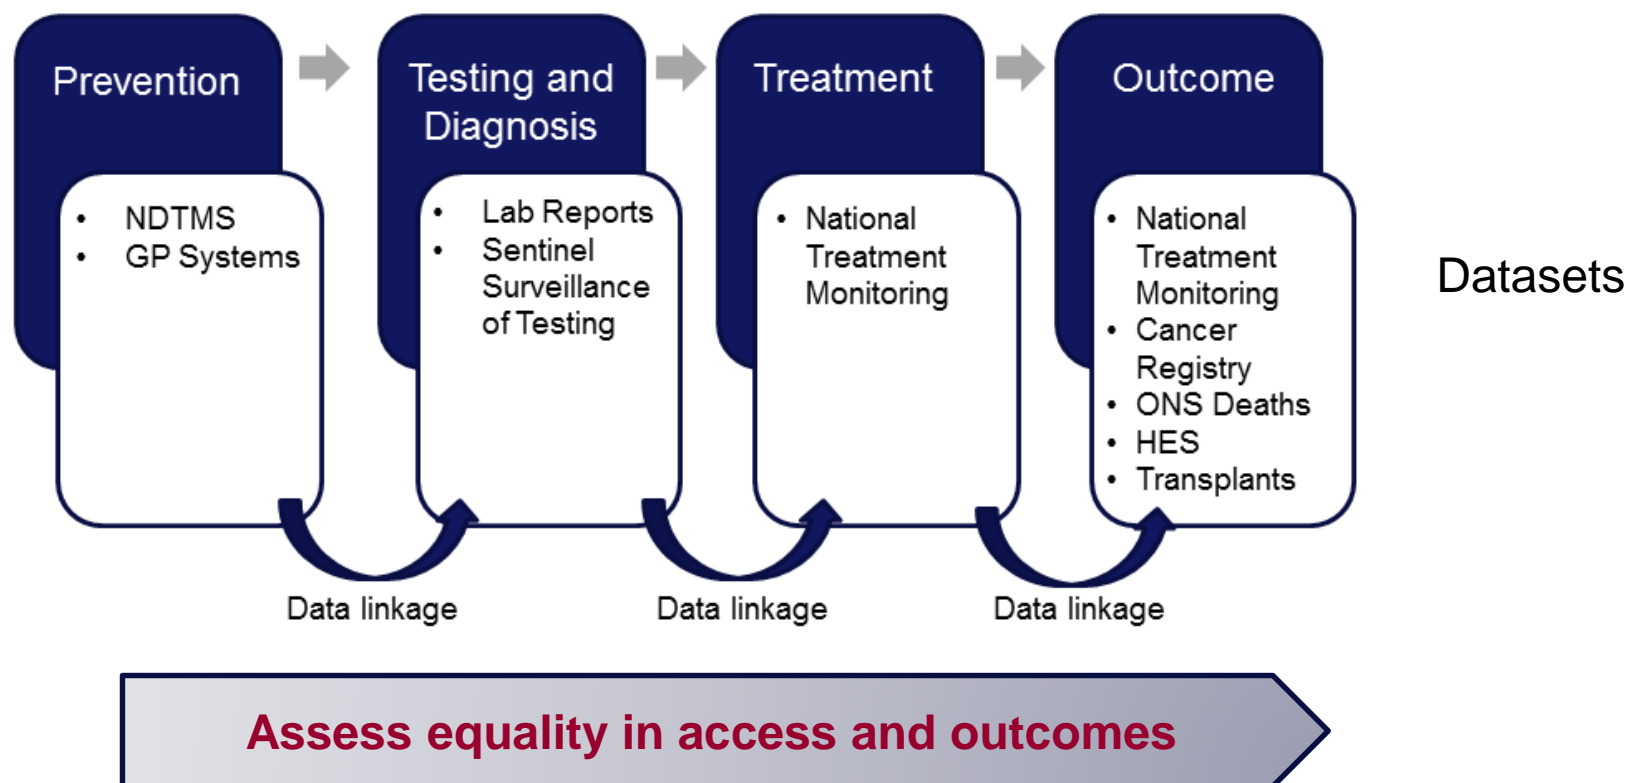 Prevention
Testing and
Diagnosis
Treatment
Outcome
• NDTMS
• GP Systems
• Lab Reports
• Sentinel
Surveillance
of Testing
• National
Treatment
Monitoring
• National
Treatment
Monitoring
• Cancer
Registry
• ONS Deaths
• HES
• Transplants
Datasets
Data linkage
Data linkage
Data linkage
Assess equality in access and outcomes